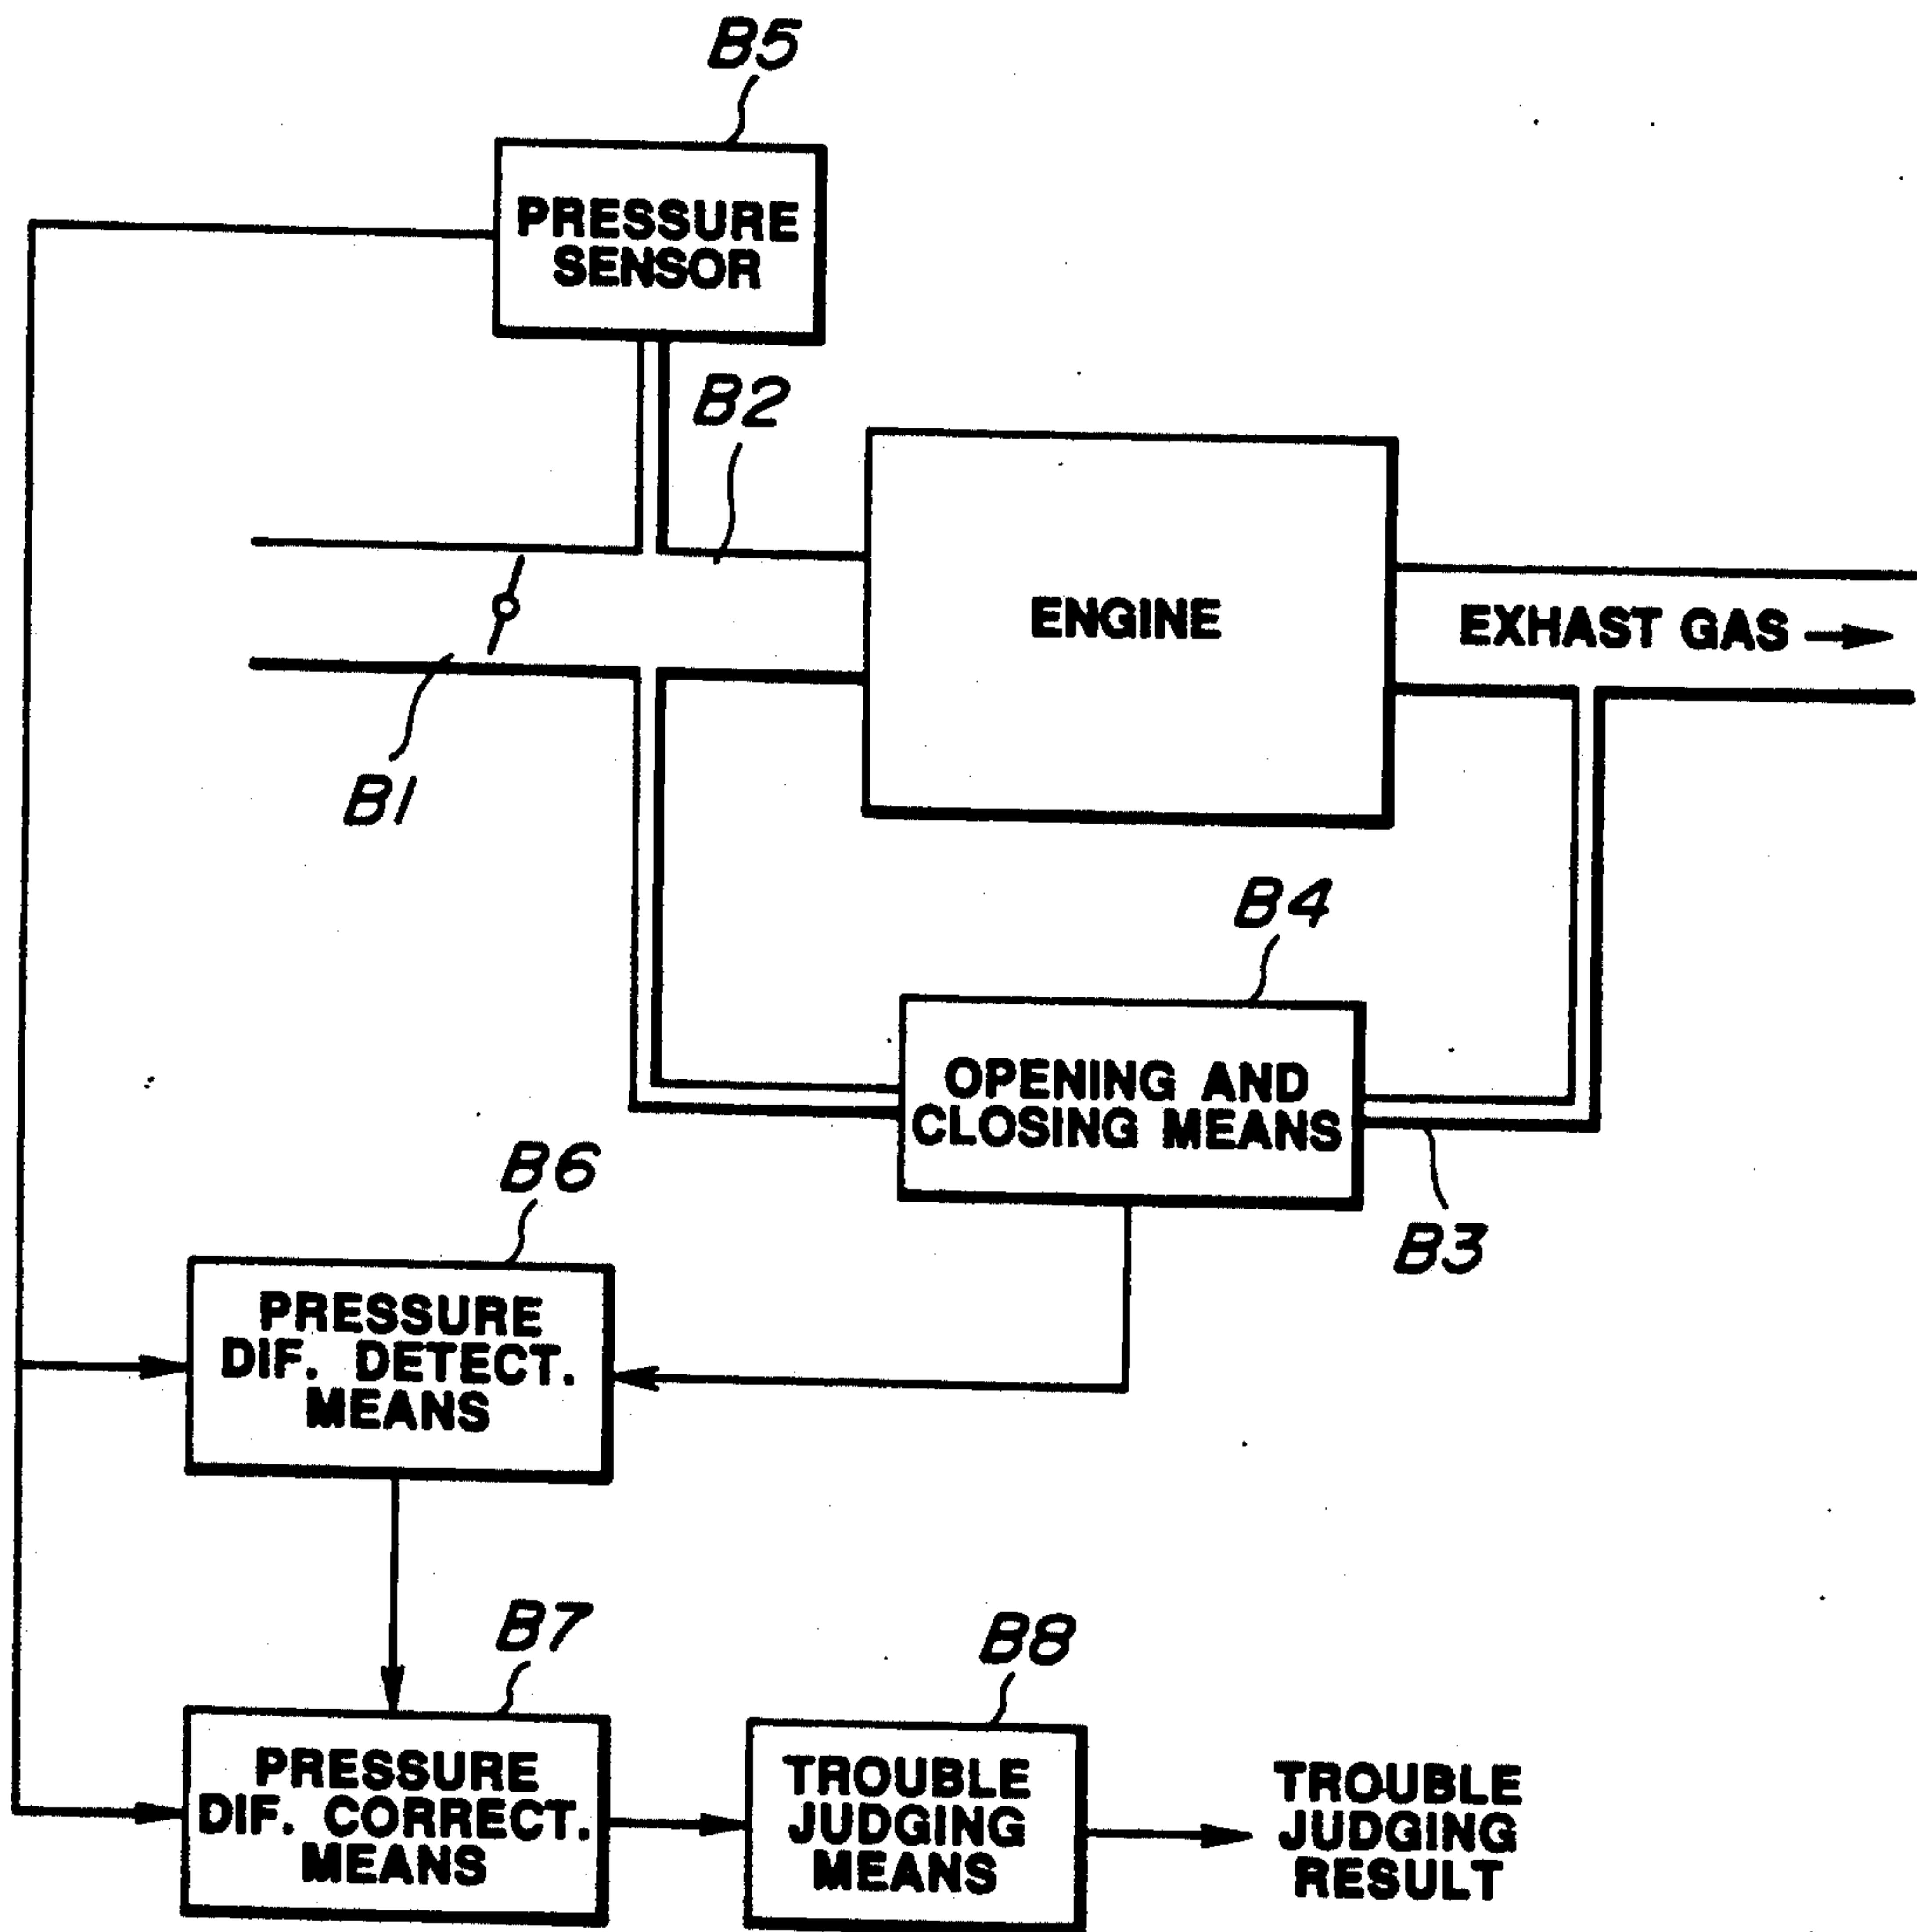 B5
PRESSURE
SENSOR
B2
ENGINE
EXHAST GAS
B1
B4
OPENING AND
CLOSING MEANS
B3
B6
PRESSURE
DIF. DETECT.
MEANS
B7
PRESSURE
DIF. CORRECT.
MEANS
B8
TROUBLE
JUDGING
MEANS
TROUBLE
JUDGING
RESULT